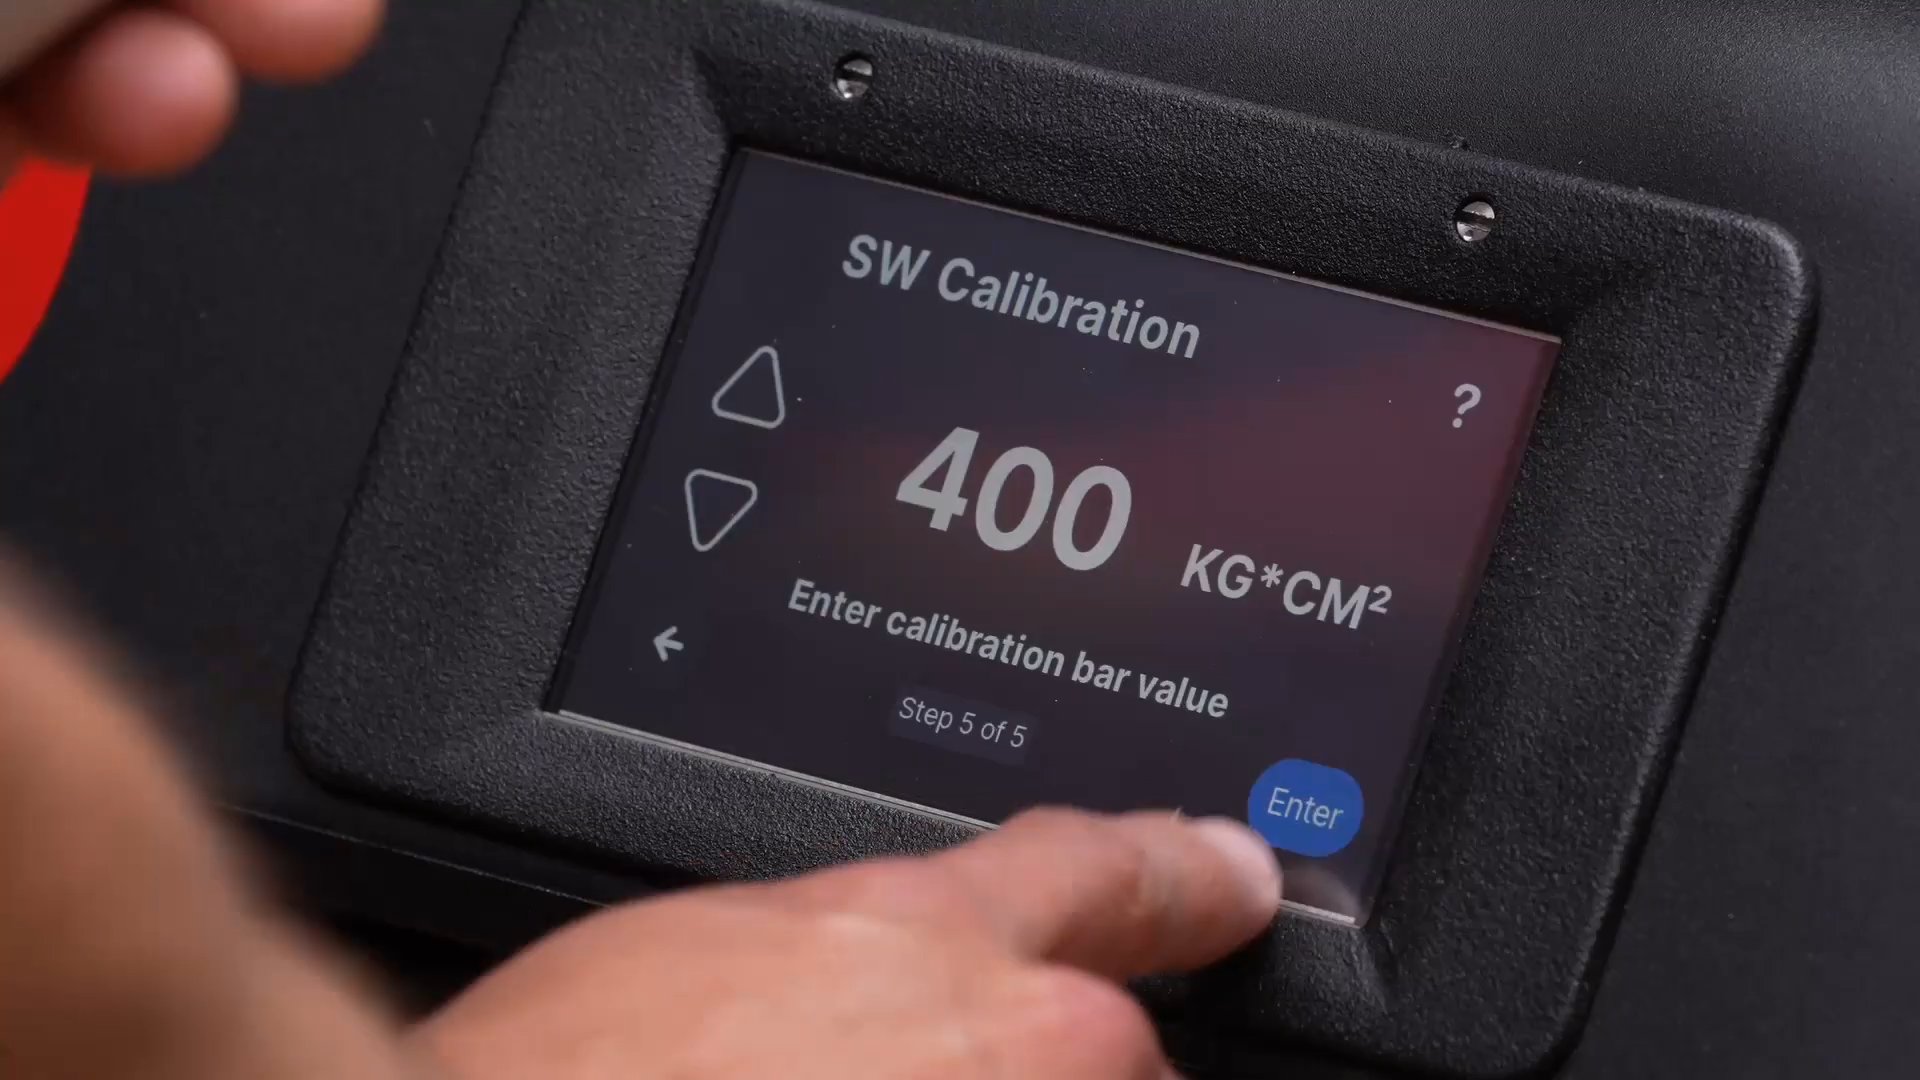 SW Calibration
?
400 KG*CM²
Enter calibration bar value
Step 5 of 5
Enter